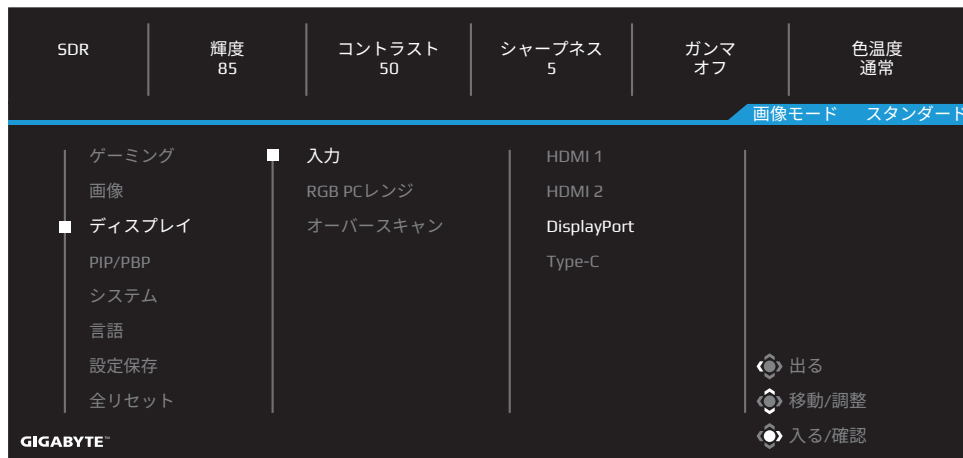 SDR
輝度
85
コントラスト
50
シャープネス
5
ガンマ
オフ
色温度
通常
画像モード スタンダード
ゲーミング
画像
ディスプレイ
PIP/PBP
システム
言語
設定保存
全リセット
入力
RGB PCレンジ
オーバースキャン
HDMI 1
HDMI 2
DisplayPort
Type-C
出る
移動/調整
入る/確認
GIGABYTE™